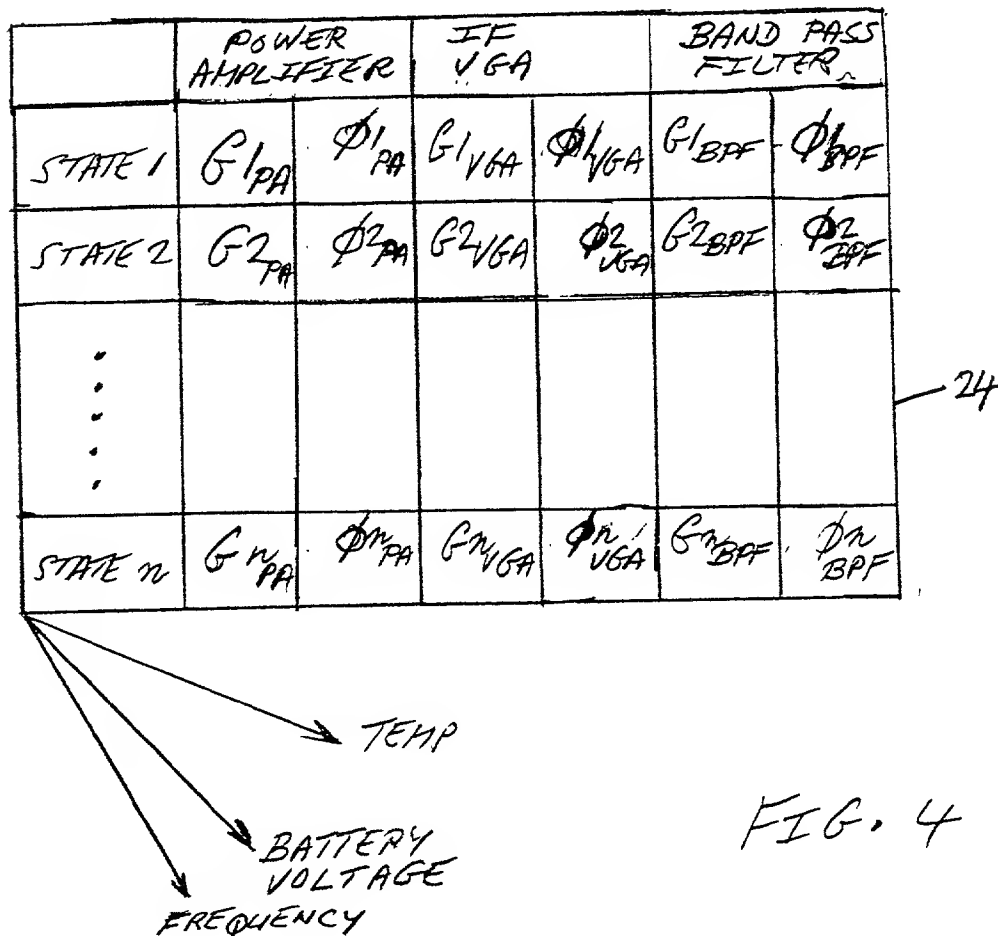 POWER AMPLIFIER IF VGA BAND PASS FILTER
STATE 1 G1PA ϕ1PA G1VGA ϕ1VGA G1BPF ϕ1BPF
STATE 2 G2PA ϕ2PA G2VGA ϕ2VGA G2BPF ϕ2BPF
24
STATE n GnPA ϕnPA GnVGA ϕnVGA GnBPF ϕnBPF
TEMP
BATTERY
VOLTAGE
FREQUENCY
FIG. 4